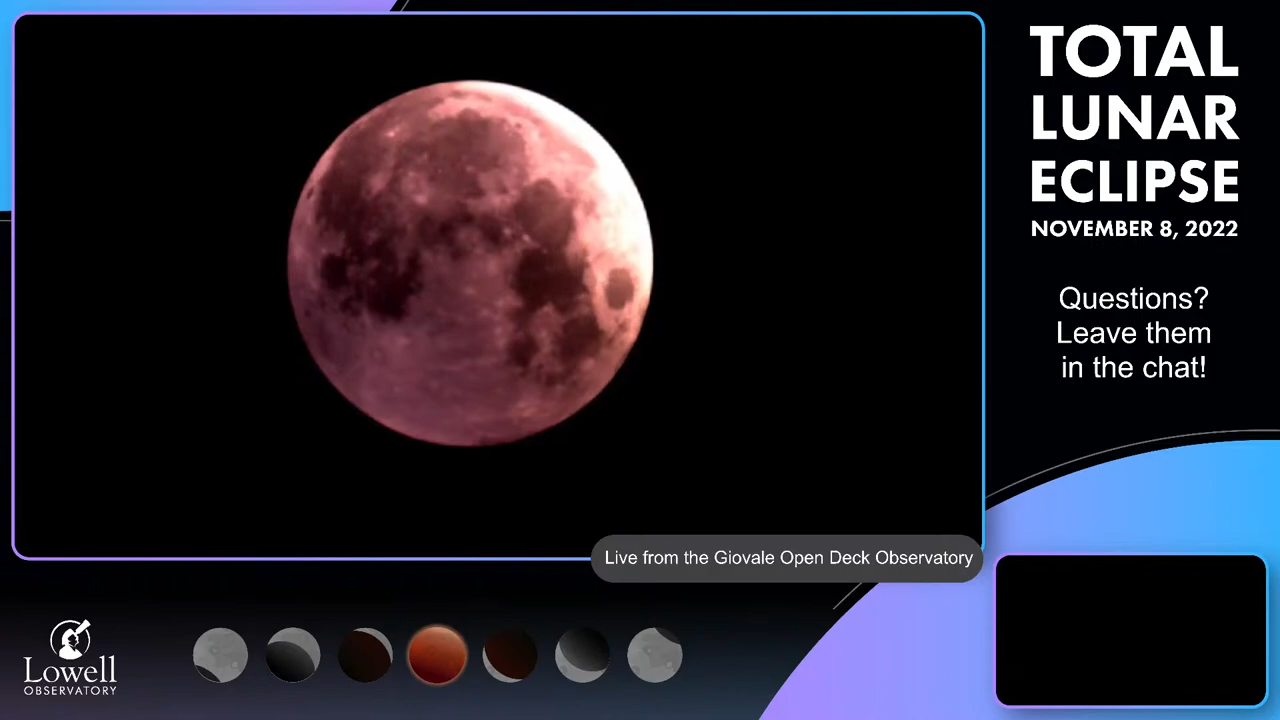 TOTAL
LUNAR
ECLIPSE
NOVEMBER 8, 2022
Questions?
Leave them
in the chat!
Live from the Giovale Open Deck Observatory
Lowell
OBSERVATORY